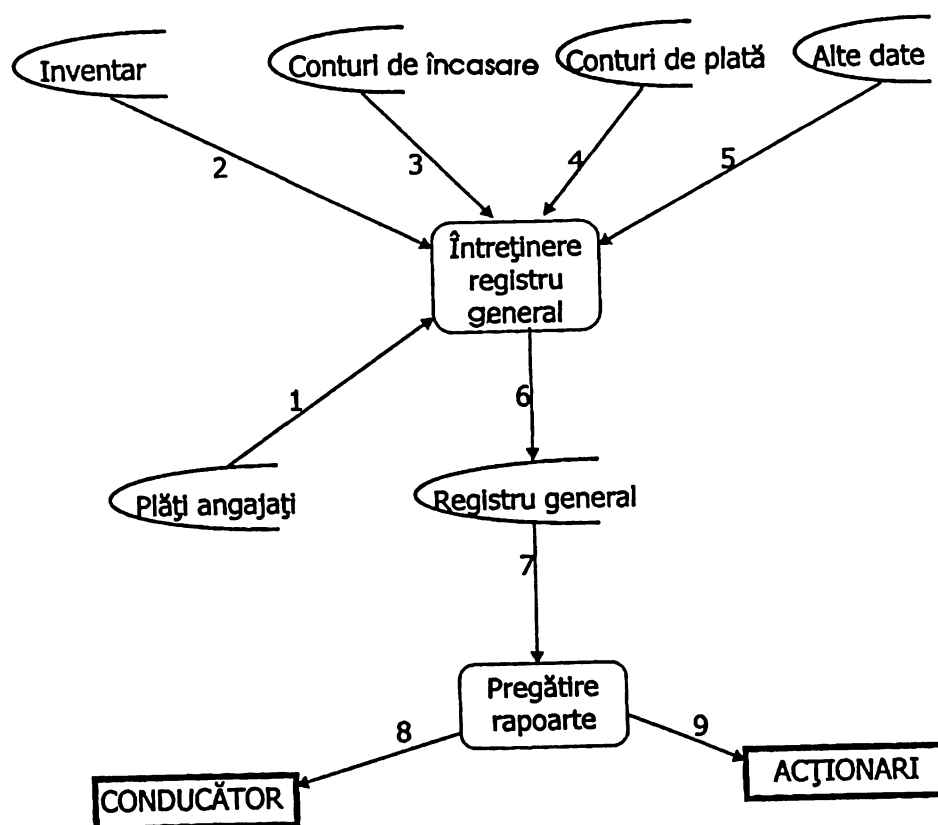 Inventar
Conturi de încasare
Conturi de plată
Alte date
2
3
4
5
Întreţinere
registru
general
1
6
Plăţi angajaţi
Registru general
7
Pregătire
rapoarte
8
9
CONDUCĂTOR
ACŢIONARI